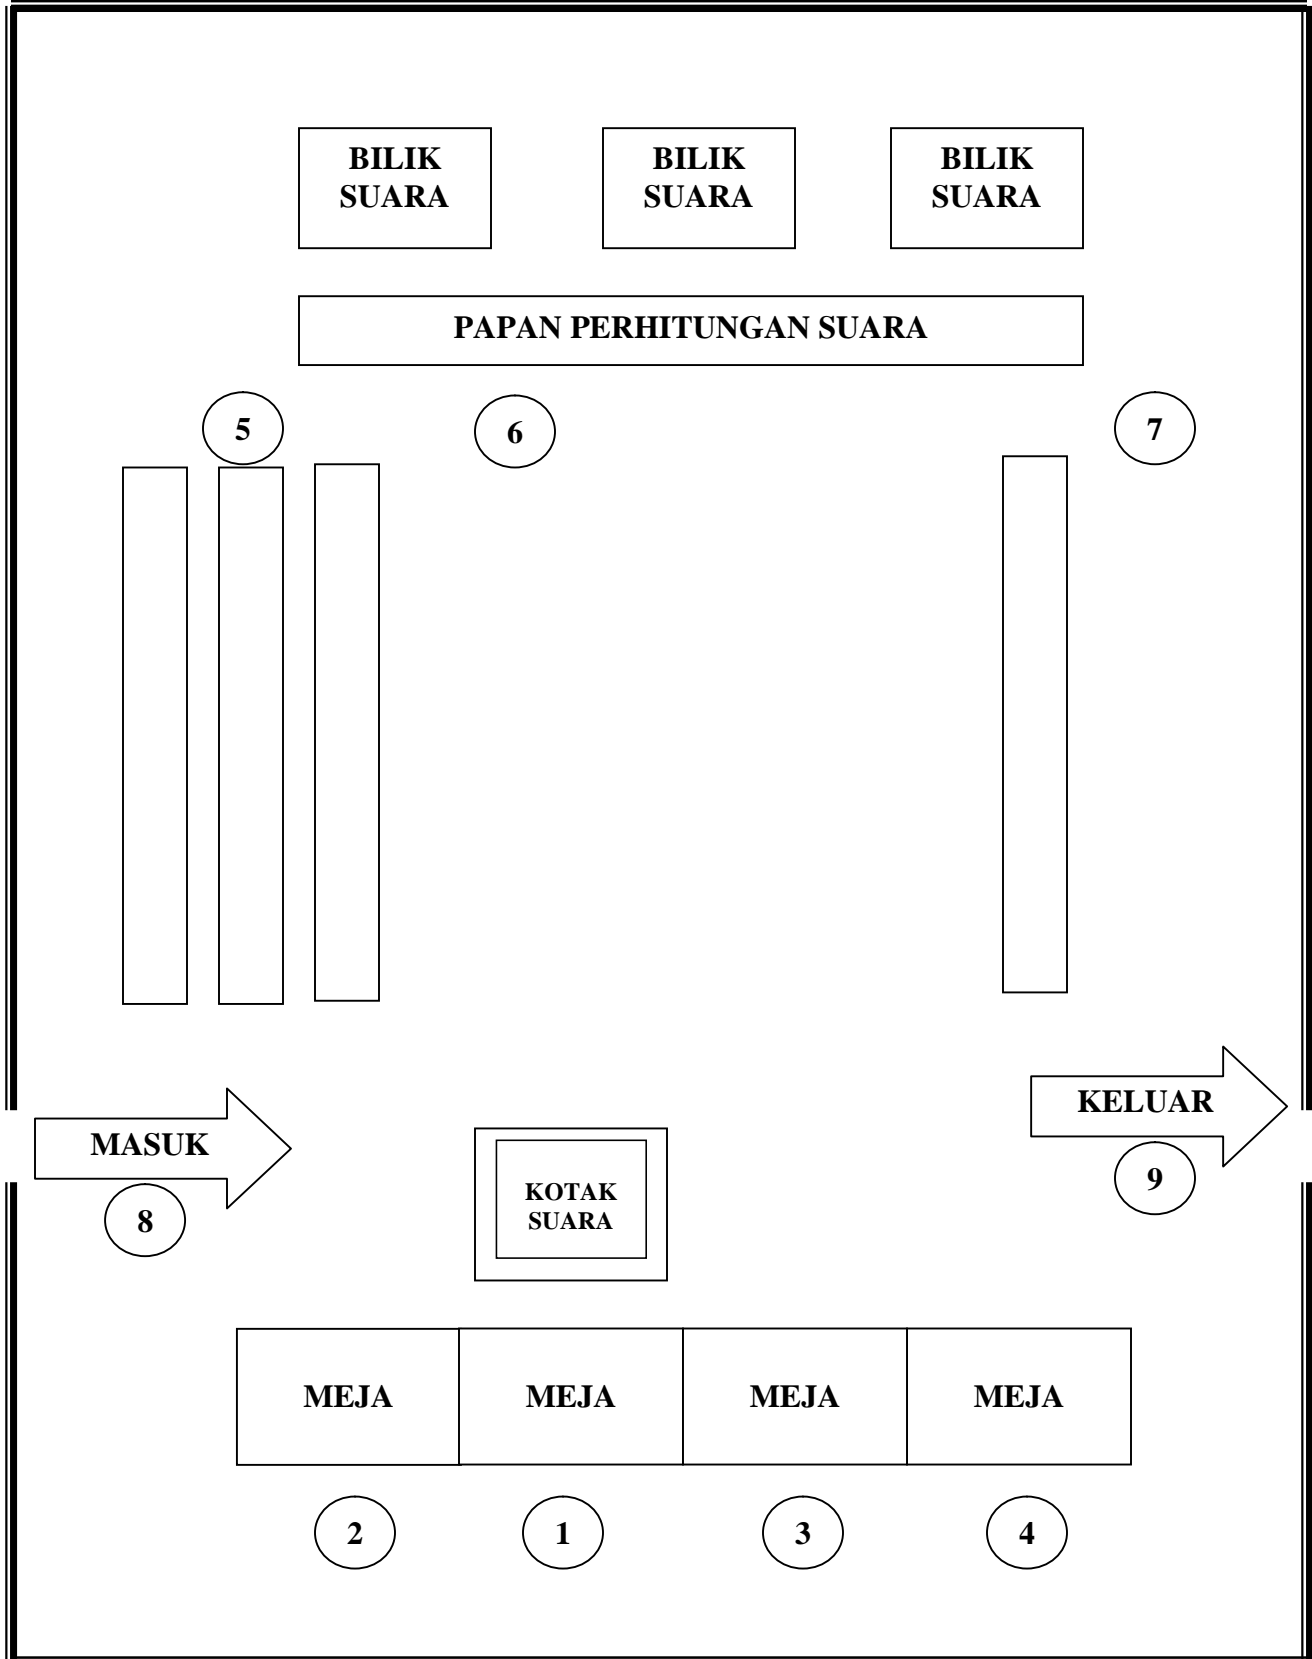 BILIK
SUARA
BILIK
SUARA
BILIK
SUARA
PAPAN PERHITUNGAN SUARA
5
6
7
KELUAR
MASUK
9
8
KOTAK
SUARA
MEJA
MEJA
MEJA
MEJA
2
1
3
4